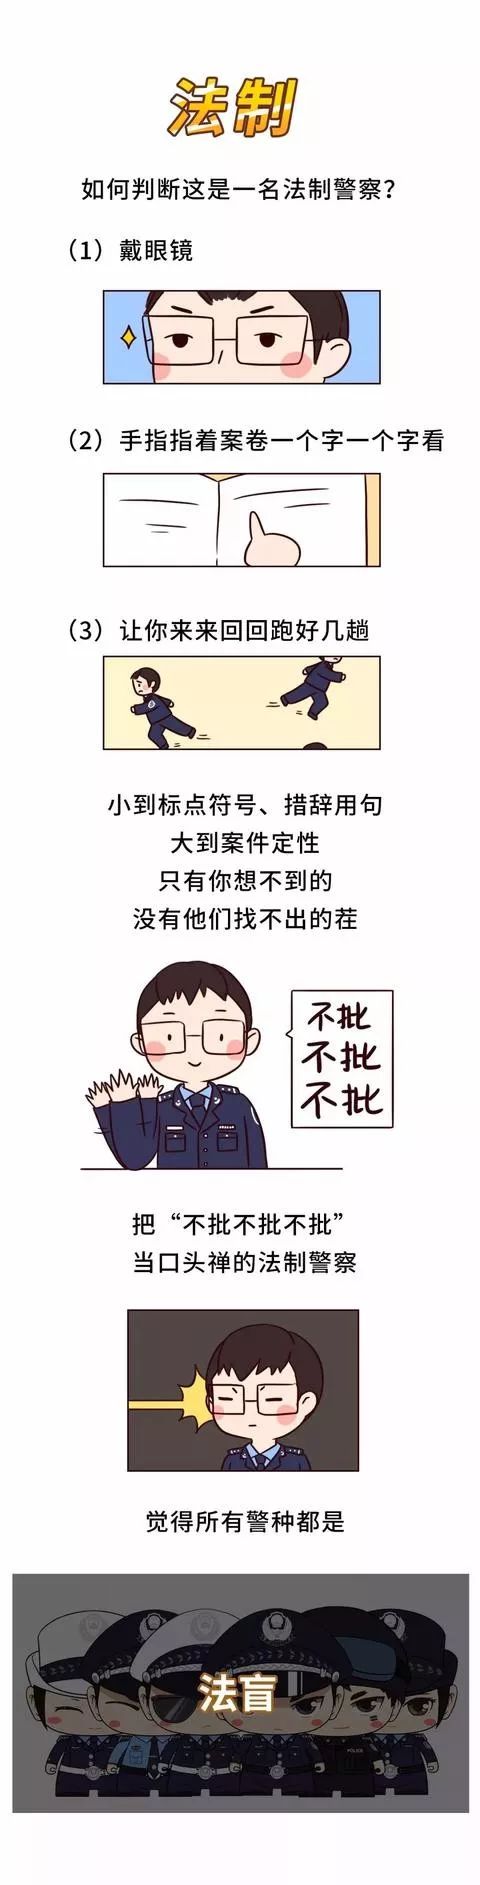 法制
如何判断这是一名法制警察？
（1）戴眼镜
（2）手指指着案卷一个字一个字看
（3）让你来来回回跑好几趟
小到标点符号、措辞用句
大到案件定性
只有你想不到的
没有他们找不出的茬
不批
不批
不批
把“不批不批不批”
当口头禅的法制警察
觉得所有警种都是
法盲
POLICE